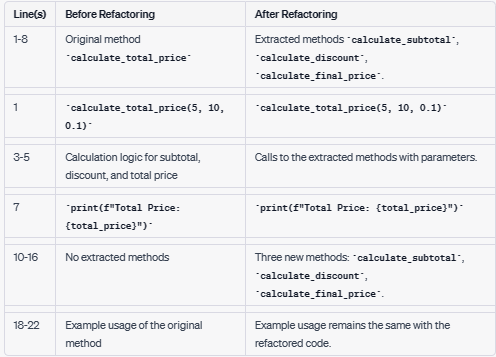 Line(s) Before Refactoring After Refactoring
1-8 Original method Extracted methods `calculate_subtotal`,
`calculate_total_price` `calculate_discount`,
`calculate_final_price`.
1 `calculate_total_price(5, 10, `calculate_total_price(5, 10, 0.1)`
0.1)`
3-5 Calculation logic for subtotal, Calls to the extracted methods with parameters.
discount, and total price
7 `print(f"Total Price: `print(f"Total Price: {total_price}")`
{total_price}")`
10-16 No extracted methods Three new methods: `calculate_subtotal`,
`calculate_discount`,
`calculate_final_price`.
18-22 Example usage of the original Example usage remains the same with the
method refactored code.